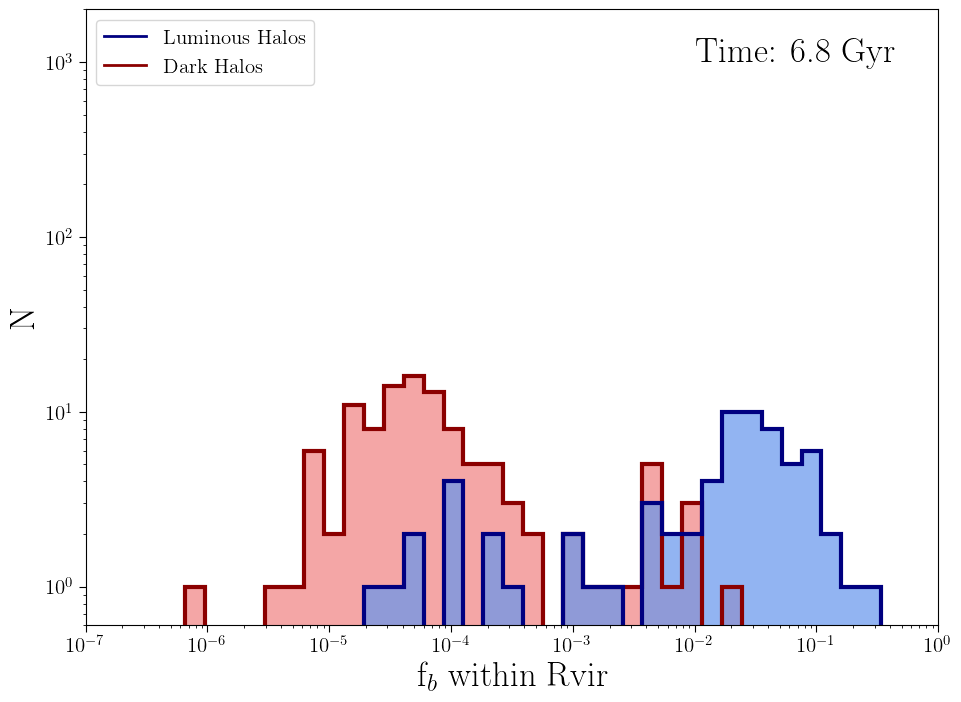 Luminous Halos
Dark Halos
Time: 6.8 Gyr
N
10³
10²
10¹
10⁰
10⁻⁷ 10⁻⁶ 10⁻⁵ 10⁻⁴ 10⁻³ 10⁻² 10⁻¹ 10⁰
f_b within Rvir